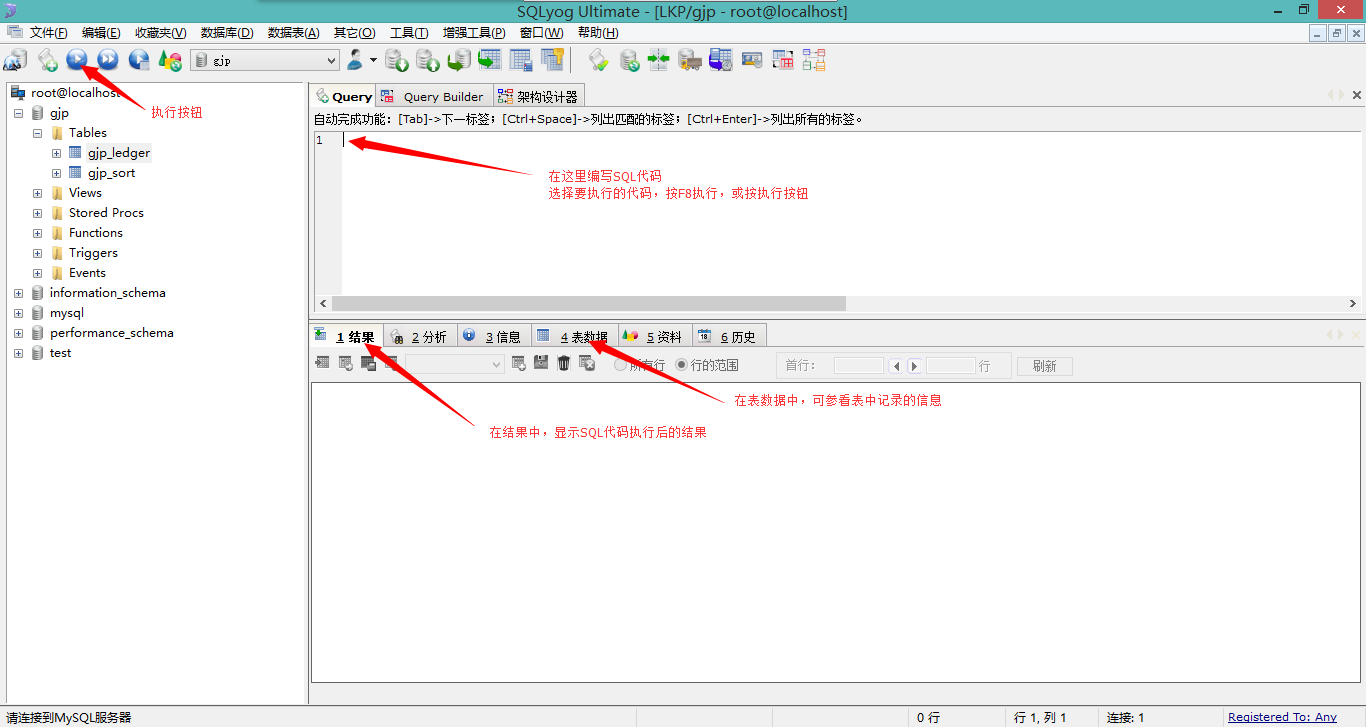 SQLyog Ultimate - [LKP/gjp - root@localhost]
文件(F) 编辑(E) 收藏夹(V) 数据库(D) 数据表(A) 其它(O) 工具(T) 增强工具(P) 窗口(W) 帮助(H)
gjp
root@localhost
执行按钮
gjp
Tables
gjp_ledger
gjp_sort
Views
Stored Procs
Functions
Triggers
Events
information_schema
mysql
performance_schema
test
Query Query Builder 架构设计器
自动完成功能: [Tab]->下一标签; [Ctrl+Space]->列出匹配的标签; [Ctrl+Enter]->列出所有的标签。
1
在这里编写SQL代码
选择要执行的代码，按F8执行，或按执行按钮
1 结果 2 分析 3 信息 4 表数据 5 资料 18 6 历史
所有行 行的范围 首行: 行 刷新
在表数据中，可参看表中记录的信息
在结果中，显示SQL代码执行后的结果
请连接到MySQL服务器 0 行 行 1, 列 1 连接: 1 Registered To: Any